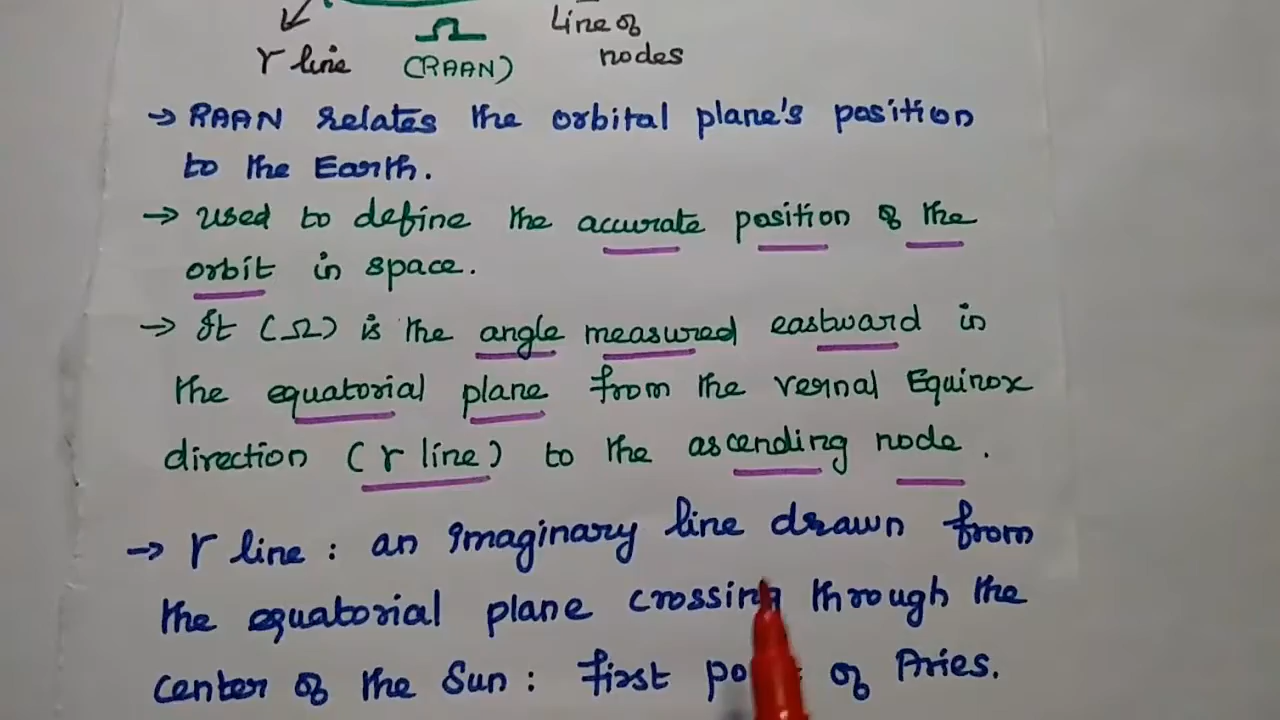 Ω Line of
γ line (RAAN) nodes
→ RAAN relates the orbital plane's position
to the Earth.
→ used to define the accurate position of the
orbit in space.
→ It (Ω) is the angle measured eastward in
the equatorial plane from the vernal Equinox
direction (γ line) to the ascending node.
→ γ line : an imaginary line drawn from
the equatorial plane crossing through the
center of the Sun : first point of Aries.